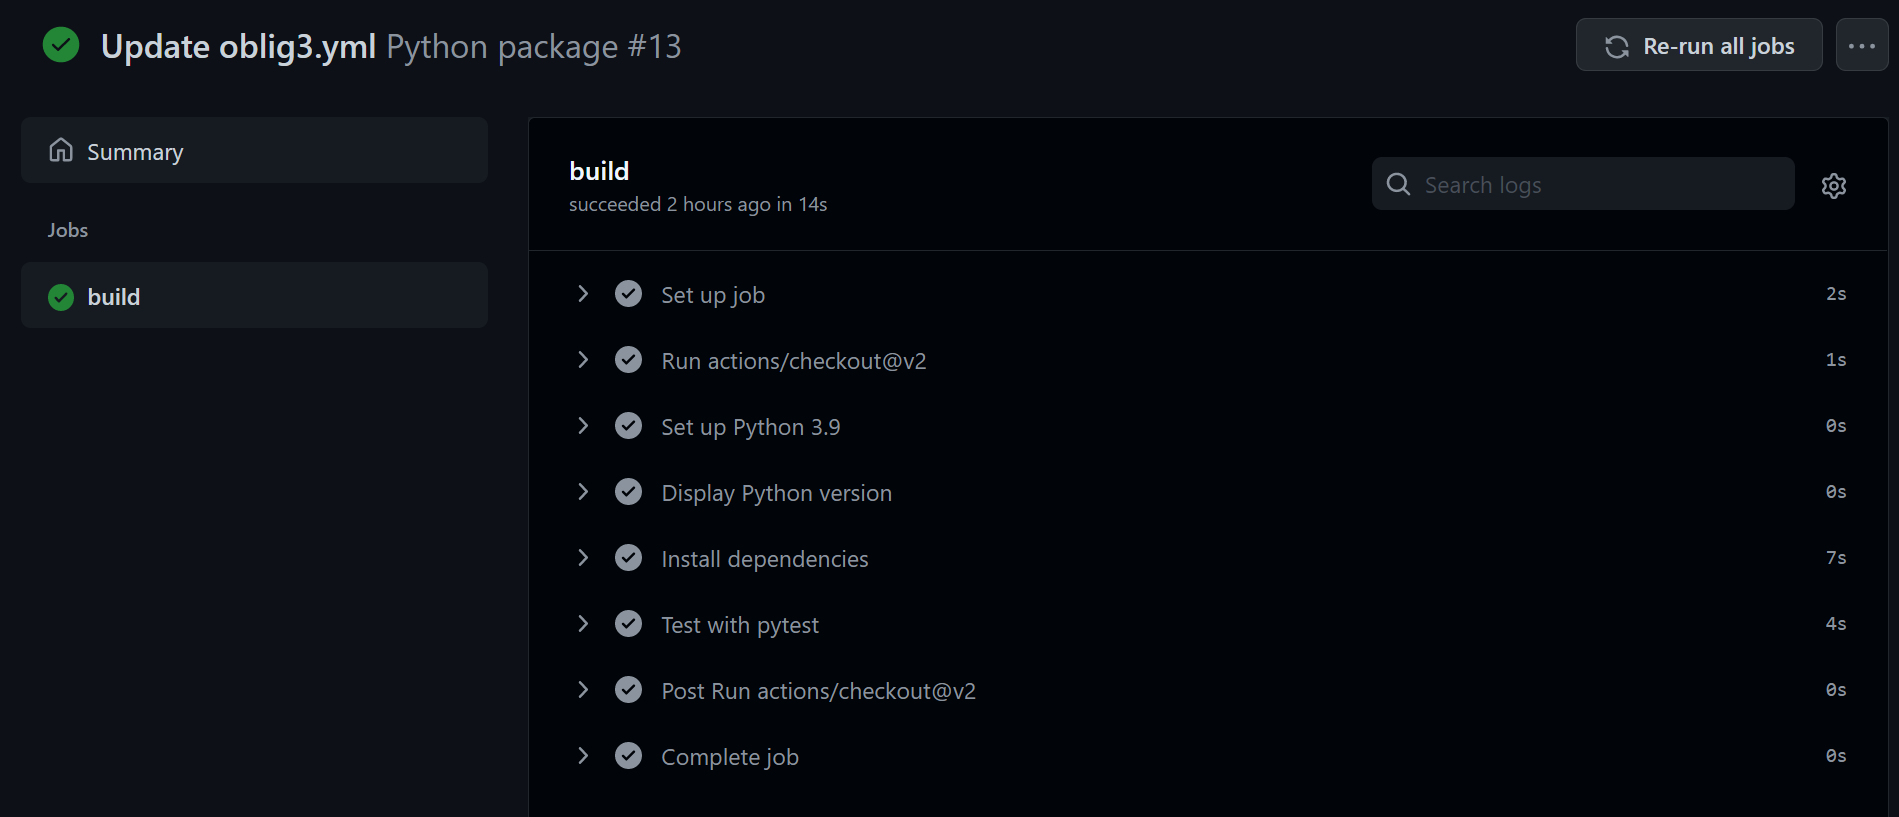 Update oblig3.yml Python package #13
Re-run all jobs
Summary
Jobs
build
build
succeeded 2 hours ago in 14s
Search logs
Set up job 2s
Run actions/checkout@v2 1s
Set up Python 3.9 0s
Display Python version 0s
Install dependencies 7s
Test with pytest 4s
Post Run actions/checkout@v2 0s
Complete job 0s